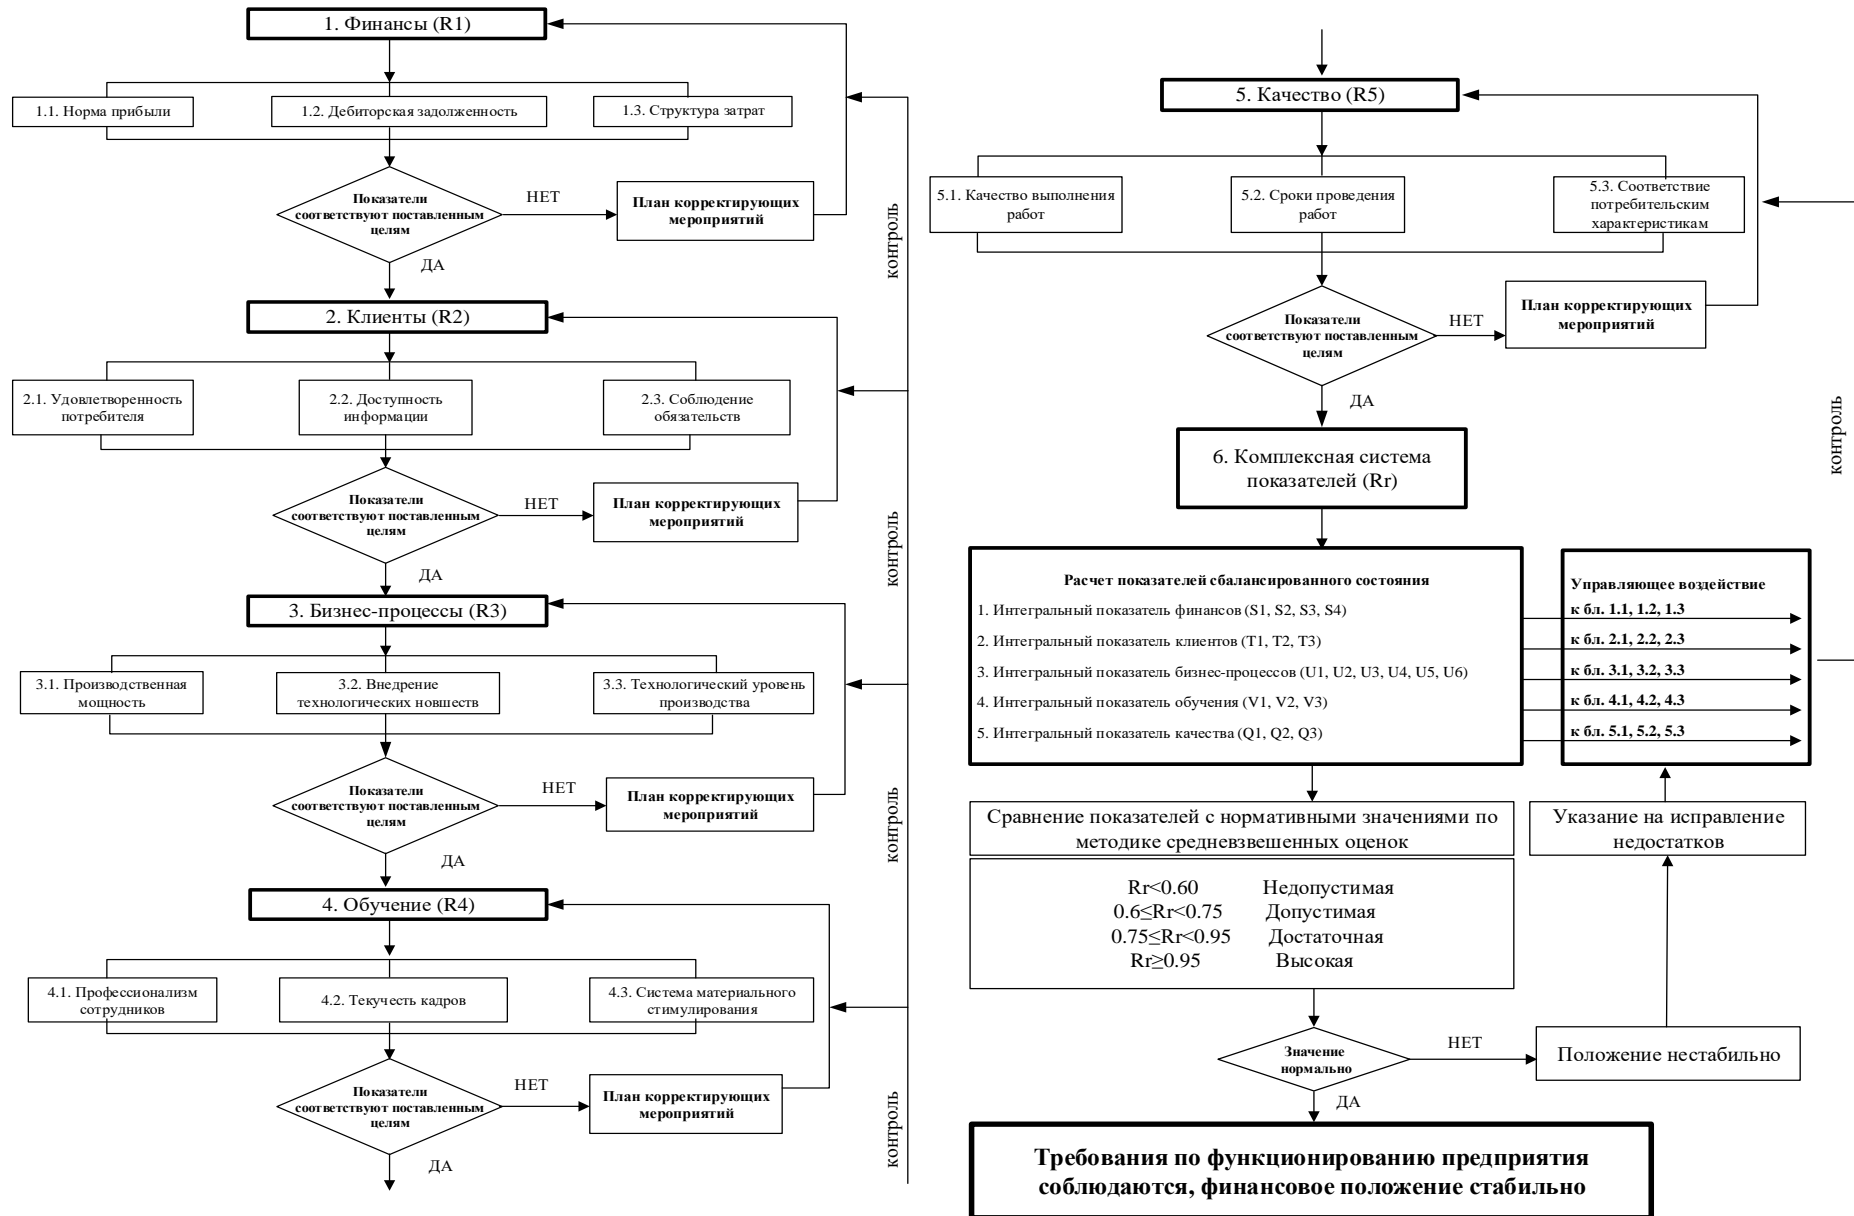 1. Финансы (R1)
1.1. Норма прибыли
1.2. Дебиторская задолженность
1.3. Структура затрат
Показатели
соответствуют поставленным
целям
НЕТ
План корректирующих
мероприятий
ДА
контроль
2. Клиенты (R2)
2.1. Удовлетворенность
потребителя
2.2. Доступность
информации
2.3. Соблюдение
обязательств
Показатели
соответствуют поставленным
целям
НЕТ
План корректирующих
мероприятий
ДА
контроль
3. Бизнес-процессы (R3)
3.1. Производственная
мощность
3.2. Внедрение
технологических новшеств
3.3. Технологический уровень
производства
Показатели
соответствуют поставленным
целям
НЕТ
План корректирующих
мероприятий
ДА
контроль
4. Обучение (R4)
4.1. Профессионализм
сотрудников
4.2. Текучесть кадров
4.3. Система материального
стимулирования
Показатели
соответствуют поставленным
целям
НЕТ
План корректирующих
мероприятий
ДА
контроль
5. Качество (R5)
5.1. Качество выполнения
работ
5.2. Сроки проведения
работ
5.3. Соответствие
потребительским
характеристикам
Показатели
соответствуют поставленным
целям
НЕТ
План корректирующих
мероприятий
ДА
контроль
6. Комплексная система
показателей (Rr)
Расчет показателей сбалансированного состояния
1. Интегральный показатель финансов (S1, S2, S3, S4)
2. Интегральный показатель клиентов (T1, T2, T3)
3. Интегральный показатель бизнес-процессов (U1, U2, U3, U4, U5, U6)
4. Интегральный показатель обучения (V1, V2, V3)
5. Интегральный показатель качества (Q1, Q2, Q3)
Управляющее воздействие
к бл. 1.1, 1.2, 1.3
к бл. 2.1, 2.2, 2.3
к бл. 3.1, 3.2, 3.3
к бл. 4.1, 4.2, 4.3
к бл. 5.1, 5.2, 5.3
Сравнение показателей с нормативными значениями по
методике средневзвешенных оценок
Указание на исправление
недостатков
Rr<0.60 Недопустимая
0.6≤Rr<0.75 Допустимая
0.75≤Rr<0.95 Достаточная
Rr≥0.95 Высокая
Значение
нормально
НЕТ
Положение нестабильно
ДА
Требования по функционированию предприятия
соблюдаются, финансовое положение стабильно